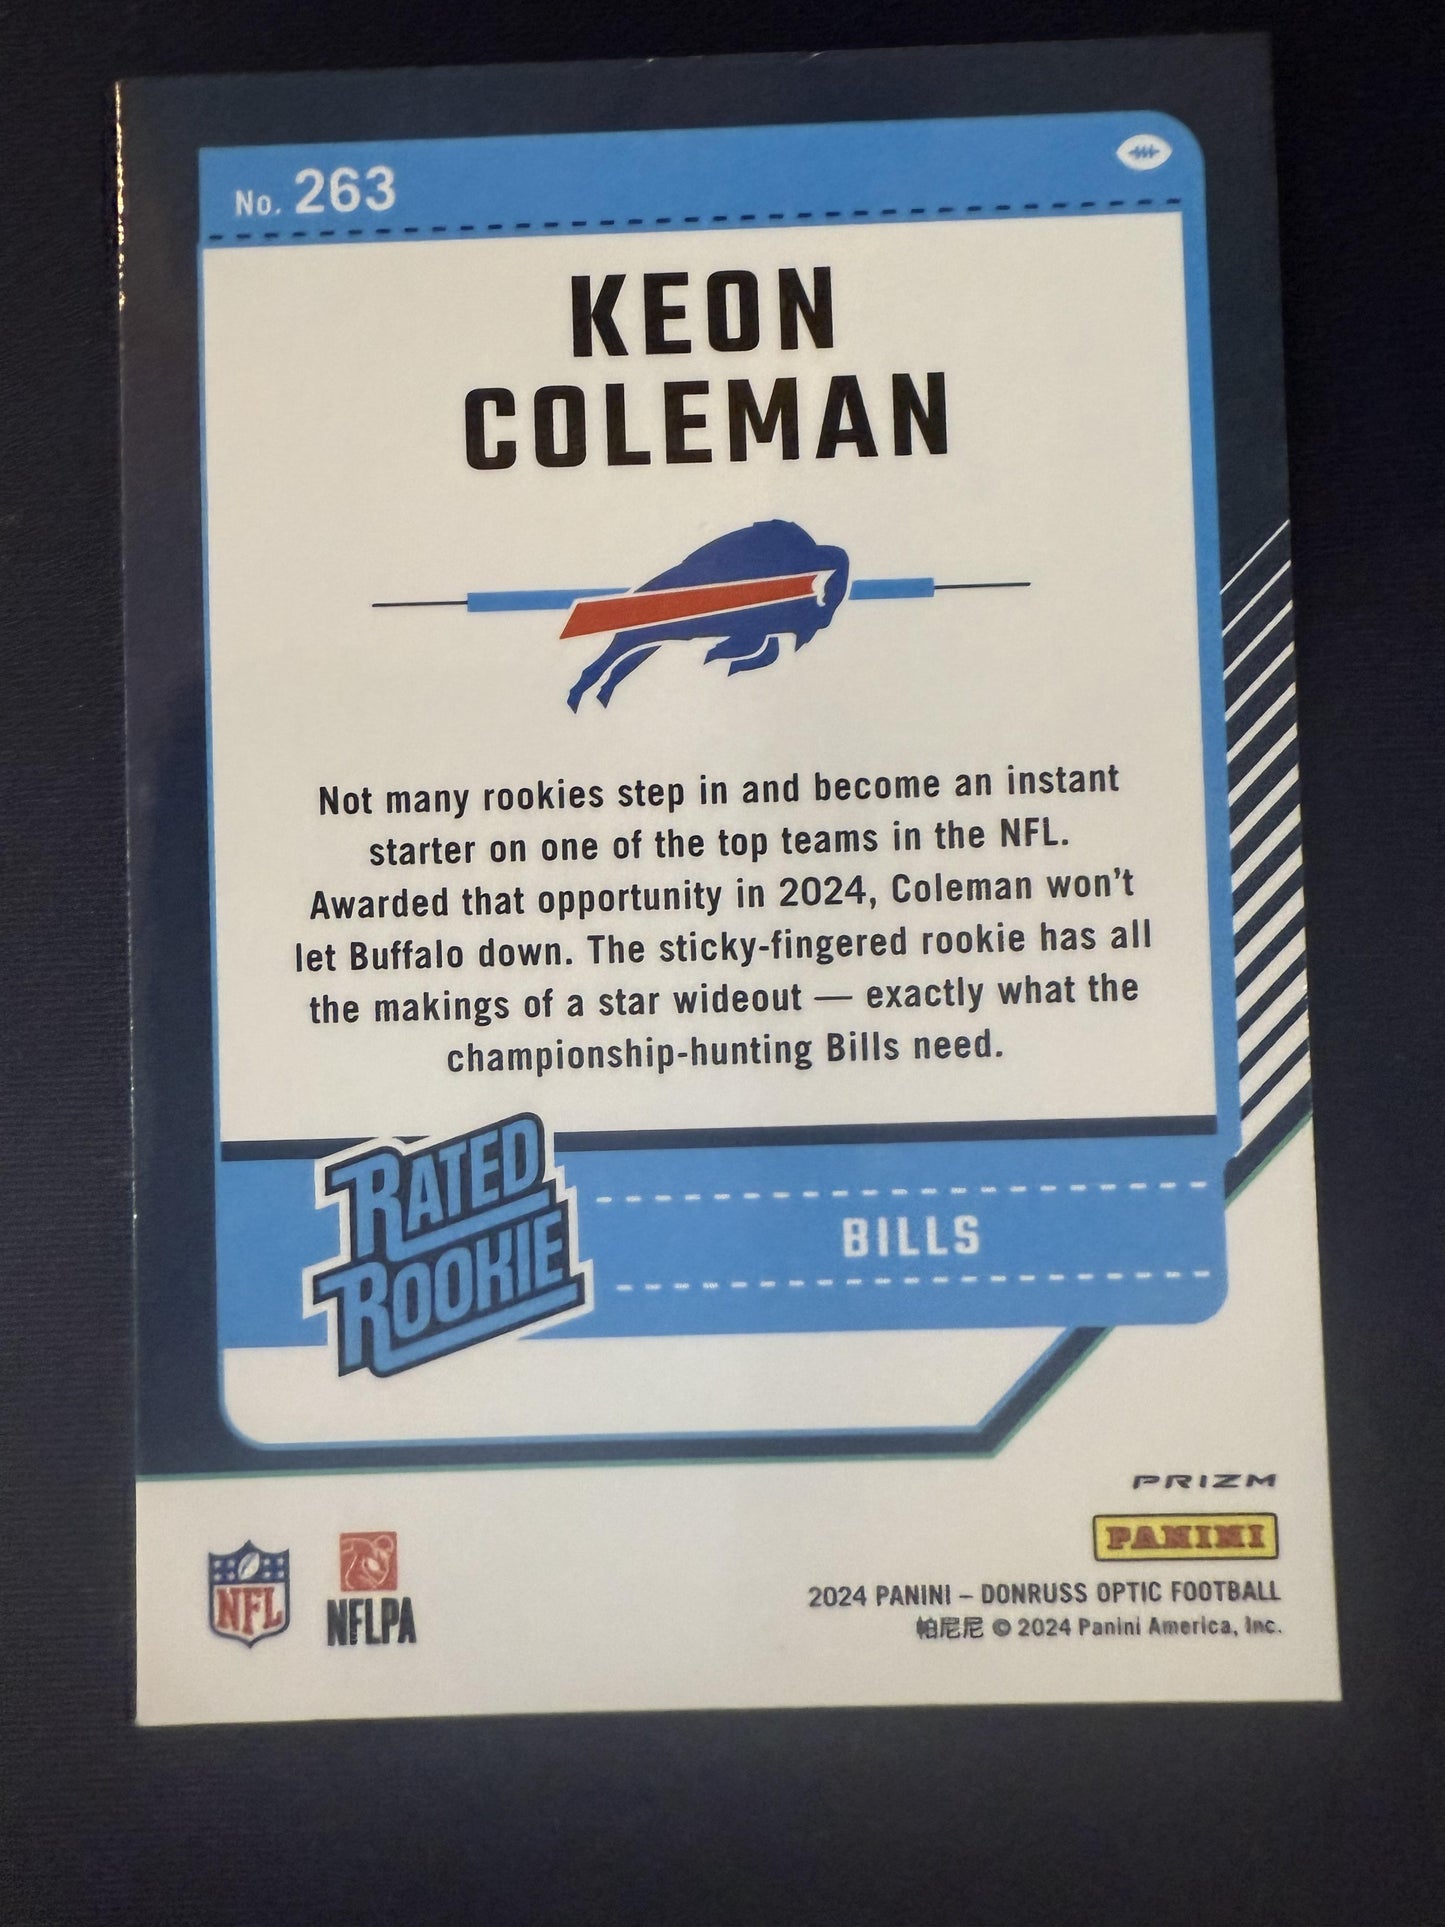 No. 263
KEON
COLEMAN
Not many rookies step in and become an instant
starter on one of the top teams in the NFL.
Awarded that opportunity in 2024, Coleman won't
let Buffalo down. The sticky-fingered rookie has all
the makings of a star wideout — exactly what the
championship-hunting Bills need.
RATED
ROOKIE
BILLS
PRIZM
PANINI
NFL
NFLPA
2024 PANINI – DONRUSS OPTIC FOOTBALL
帕尼尼 © 2024 Panini America, Inc.